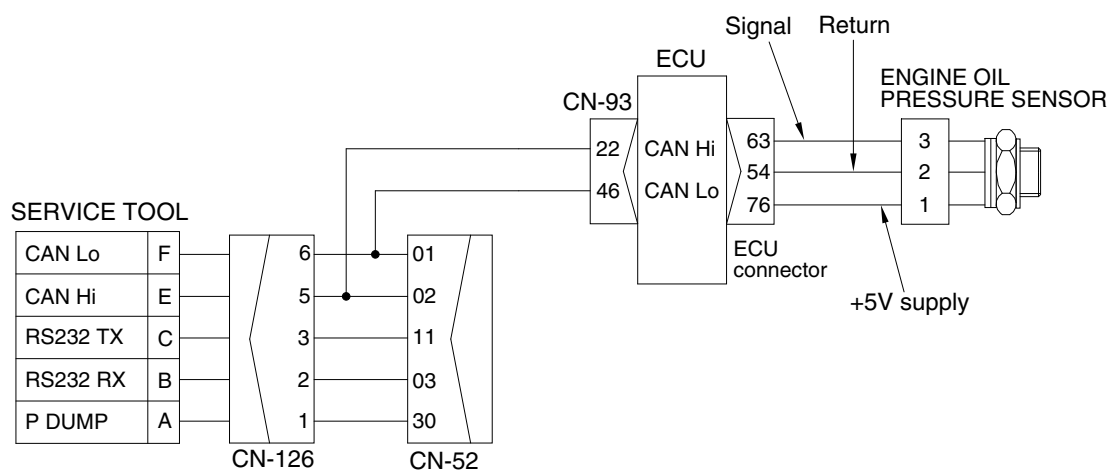 Signal Return
ECU
ENGINE OIL
PRESSURE SENSOR
CN-93
22 CAN Hi 63 3
46 CAN Lo 54 2
76 1
ECU
connector
+5V supply
SERVICE TOOL
CAN Lo F 6 01
CAN Hi E 5 02
RS232 TX C 3 11
RS232 RX B 2 03
P DUMP A 1 30
CN-126 CN-52